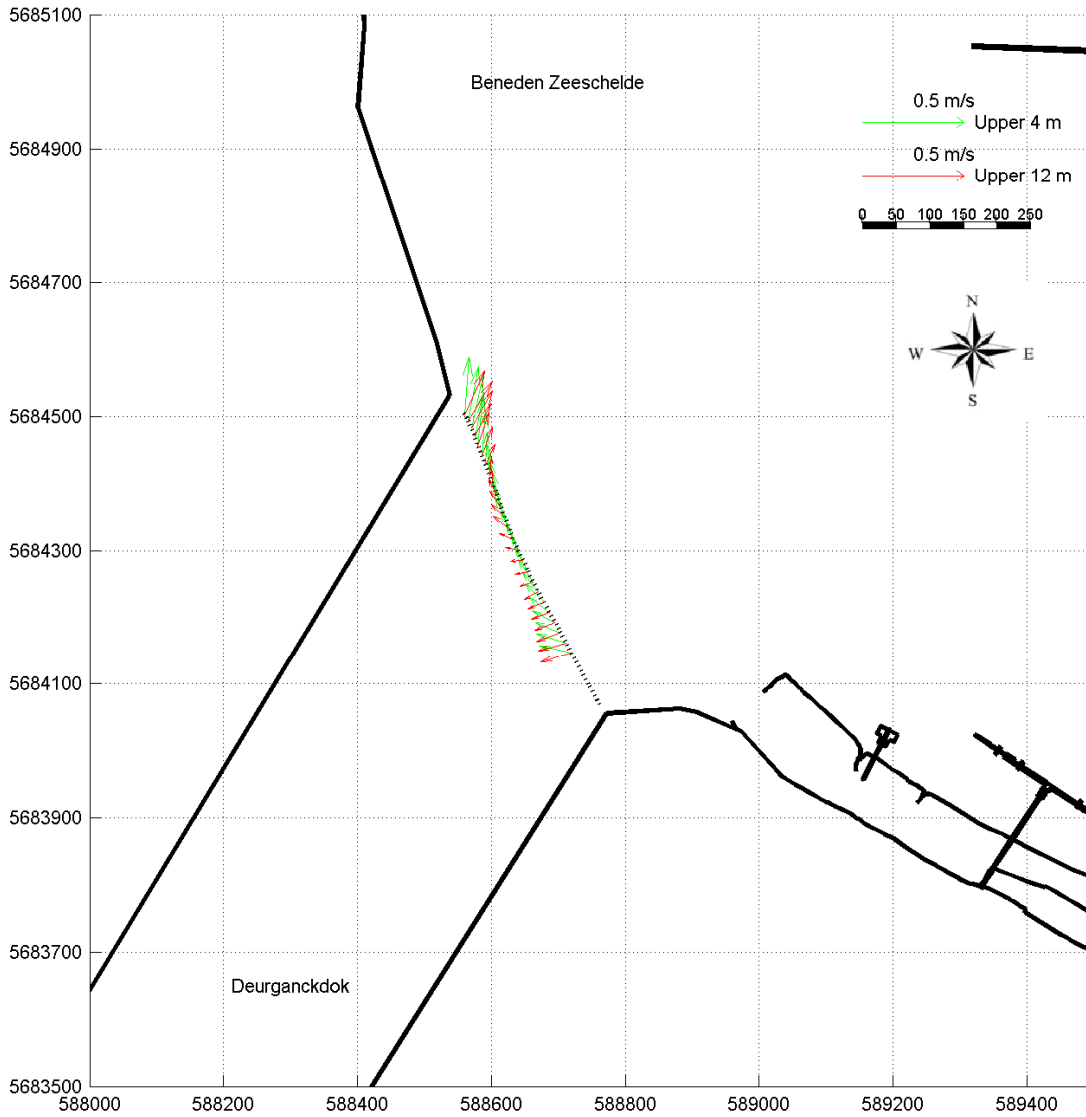 5685100
Beneden Zeeschelde
0.5 m/s
Upper 4 m
5684900
0.5 m/s
Upper 12 m
0 50 100 150 200 250
5684700
N
W E
S
5684500
5684300
5684100
5683900
5683700
Deurganckdok
5683500
588000 588200 588400 588600 588800 589000 589200 589400